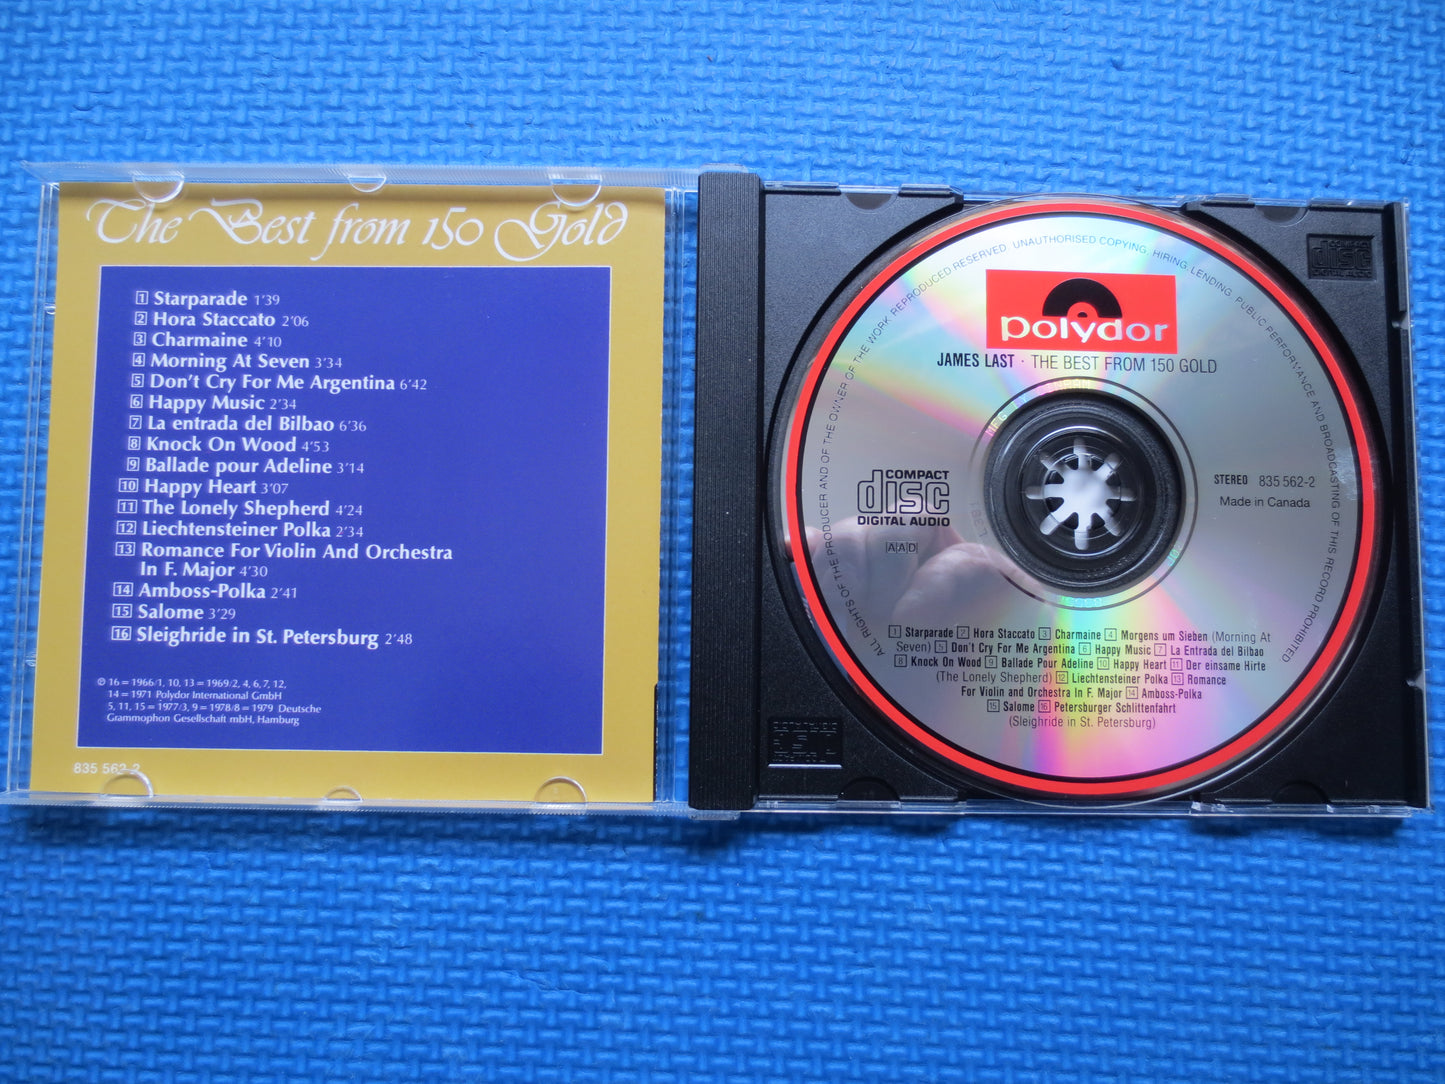 The Best from 150 Gold
1 Starparade 1'39
2 Hora Staccato 2'06
3 Charmaine 4'10
4 Morning At Seven 3'34
5 Don't Cry For Me Argentina 6'42
6 Happy Music 2'34
7 La entrada del Bilbao 6'36
8 Knock On Wood 4'53
9 Ballade pour Adeline 3'14
10 Happy Heart 3'07
11 The Lonely Shepherd 4'24
12 Liechtensteiner Polka 2'34
13 Romance For Violin And Orchestra
In F. Major 4'30
14 Amboss-Polka 2'41
15 Salome 3'29
16 Sleighride in St. Petersburg 2'48
℗ 16 = 1966/1, 10, 13 = 1969/2, 4, 6, 7, 12,
14 = 1971 Polydor International GmbH
5, 11, 15 = 1977/3, 9 = 1978/8 = 1979 Deutsche
Grammophon Gesellschaft mbH, Hamburg
835 562-2
ALL RIGHTS OF THE PRODUCER AND OF THE OWNER OF THE WORK REPRODUCED RESERVED. UNAUTHORISED COPYING, HIRING, LENDING, PUBLIC PERFORMANCE AND BROADCASTING OF THIS RECORD PROHIBITED
polydor
JAMES LAST · THE BEST FROM 150 GOLD
COMPACT
disc
DIGITAL AUDIO
AAD
STEREO 835 562-2
Made in Canada
1 Starparade 2 Hora Staccato 3 Charmaine 4 Morgens um Sieben (Morning At
Seven) 5 Don't Cry For Me Argentina 6 Happy Music 7 La Entrada del Bilbao
8 Knock On Wood 9 Ballade Pour Adeline 10 Happy Heart 11 Der einsame Hirte
(The Lonely Shepherd) 12 Liechtensteiner Polka 13 Romance
For Violin and Orchestra In F. Major 14 Amboss-Polka
15 Salome 16 Petersburger Schlittenfahrt
(Sleighride in St. Petersburg)
COMPACT
disc
DIGITAL AUDIO